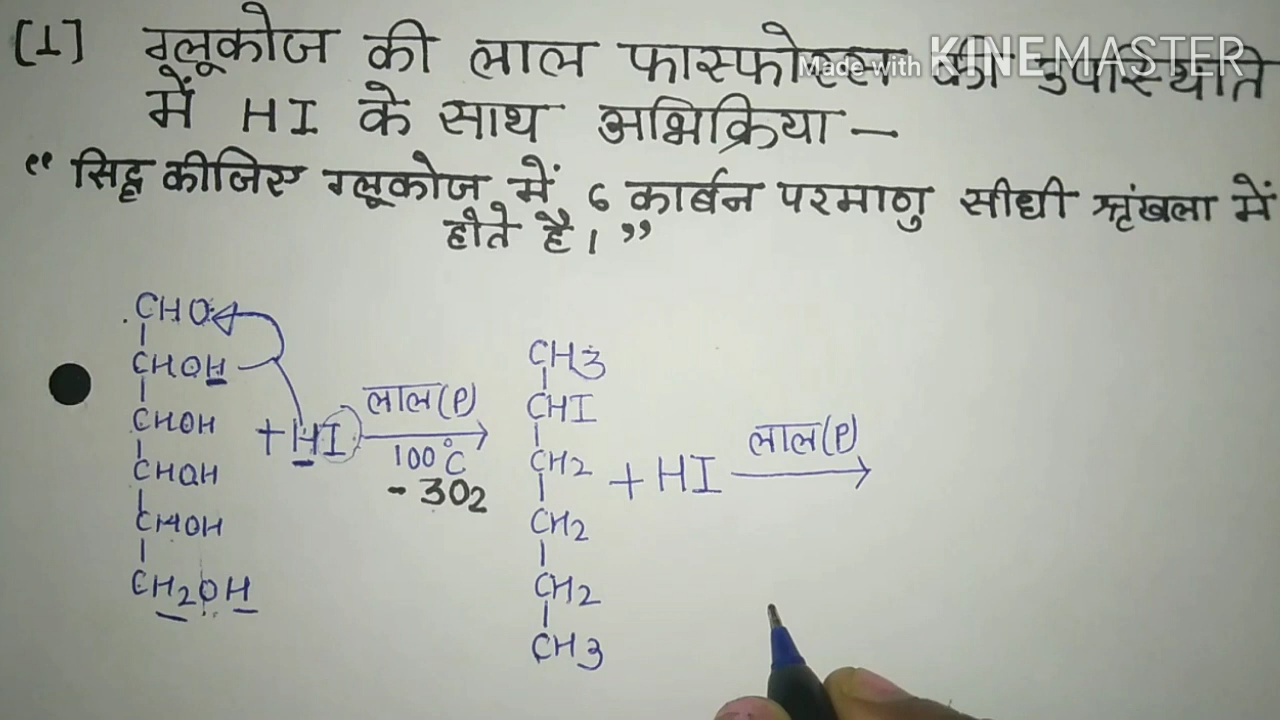 [1] ग्लूकोज की लाल फास्फोरस की उपस्थिति
Made with KINEMASTER
में HI के साथ अभिक्रिया —
“ सिद्ध कीजिए ग्लूकोज में 6 कार्बन परमाणु सीधी श्रृंखला में
होते है। ”
CHO
CHOH
CHOH
CHOH
CHOH
CH2OH
+ HI
लाल(P)
100°C
- 3O2
CH3
CHI
CH2
CH2
CH2
CH3
+ HI
लाल(P)